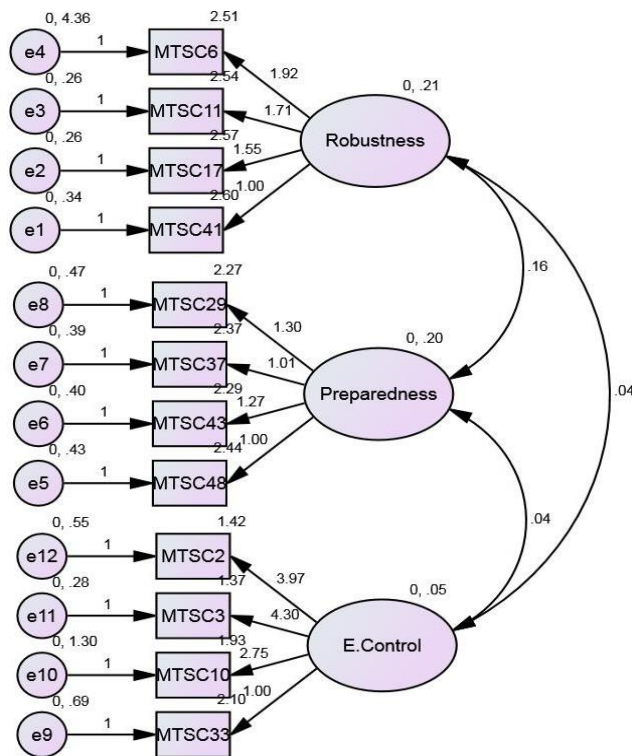 2.51
0, 4.36
e4
1
MTSC6
2.54
1.92
0, .26
e3
1
MTSC11
2.57
1.71
0, .21
Robustness
0, .26
e2
1
MTSC17
2.60
1.55
0, .34
e1
1
MTSC41
1.00
.16
2.27
0, .47
e8
1
MTSC29
2.37
1.30
0, .39
e7
1
MTSC37
2.29
1.01
0, .20
Preparedness
.04
0, .40
e6
1
MTSC43
2.44
1.27
0, .43
e5
1
MTSC48
1.00
.04
1.42
0, .55
e12
1
MTSC2
1.37
3.97
0, .28
e11
1
MTSC3
1.93
4.30
0, .05
E.Control
0, 1.30
e10
1
MTSC10
2.10
2.75
0, .69
e9
1
MTSC33
1.00